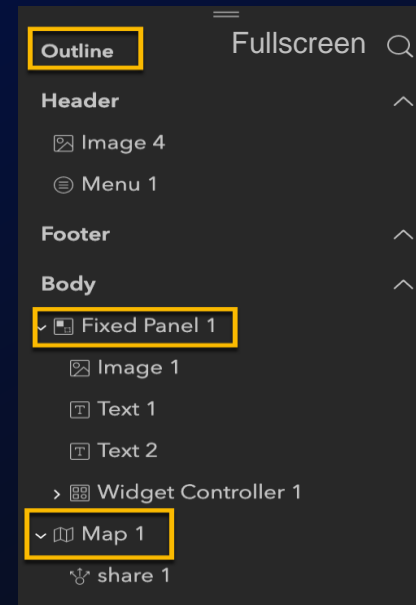 Outline Fullscreen
Header
Image 4
Menu 1
Footer
Body
Fixed Panel 1
Image 1
Text 1
Text 2
Widget Controller 1
Map 1
share 1